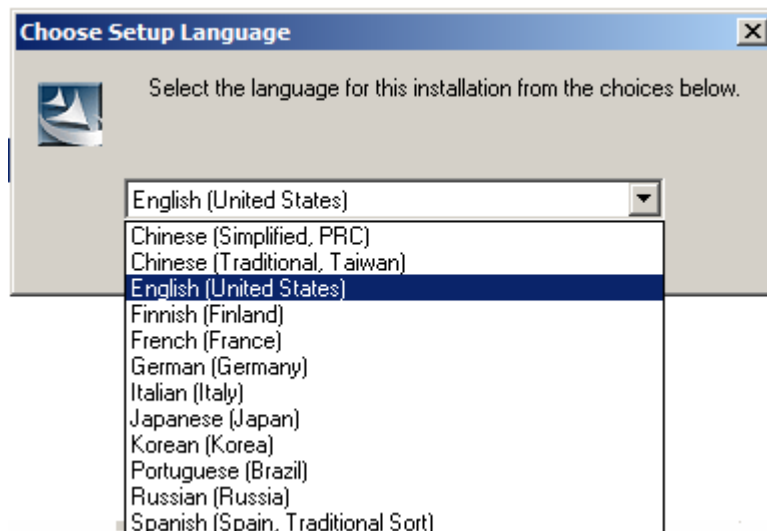 Choose Setup Language
Select the language for this installation from the choices below.
English (United States)
Chinese (Simplified, PRC)
Chinese (Traditional, Taiwan)
English (United States)
Finnish (Finland)
French (France)
German (Germany)
Italian (Italy)
Japanese (Japan)
Korean (Korea)
Portuguese (Brazil)
Russian (Russia)
Spanish (Spain, Traditional Sort)